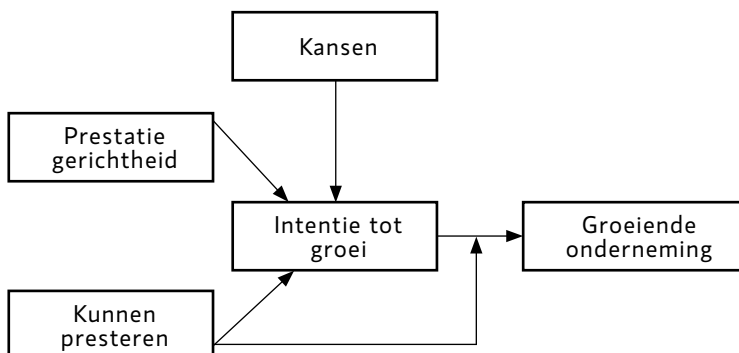 Kansen
Prestatie
gerichtheid
Intentie tot
groei
Groeiende
onderneming
Kunnen
presteren